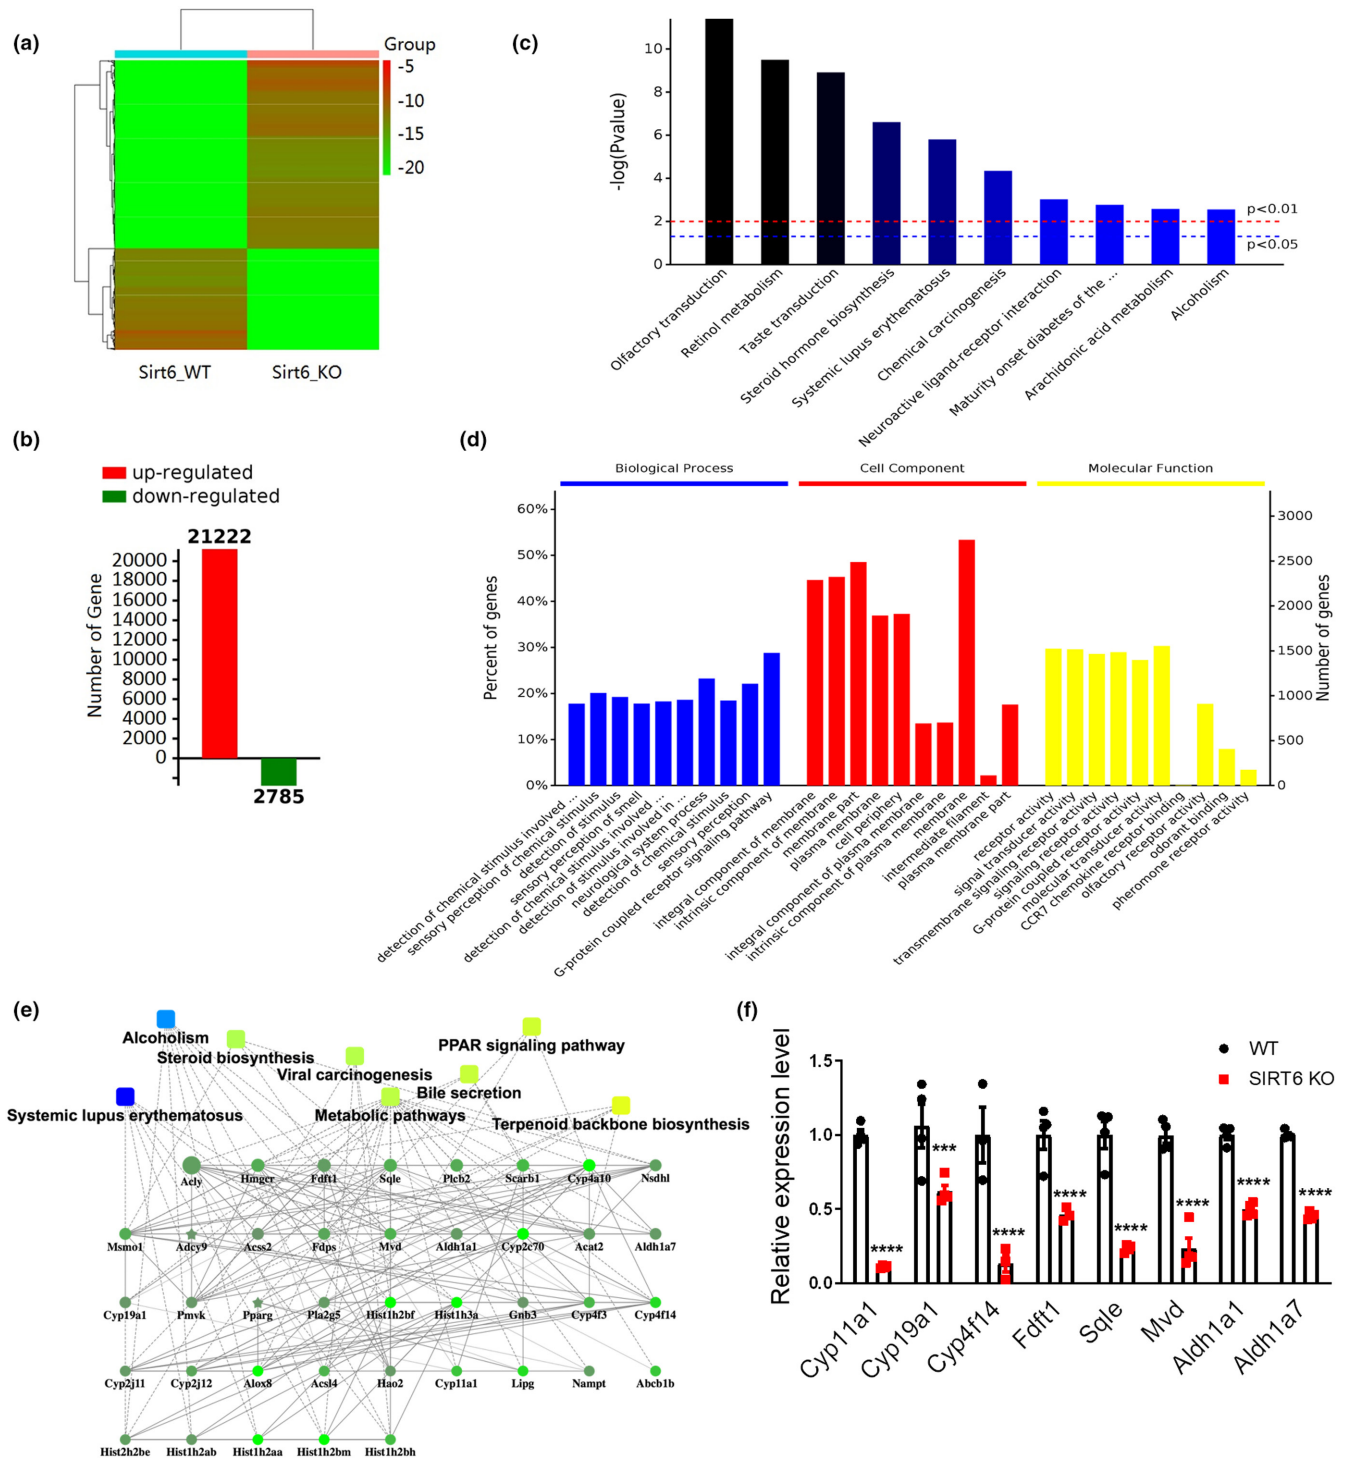 (a)
Group
-5
-10
-15
-20
Sirt6_WT
Sirt6_KO
(b)
up-regulated
down-regulated
21222
Number of Gene
20000
18000
16000
14000
12000
10000
8000
6000
4000
2000
0
2785
(c)
-log(Pvalue)
10
8
6
4
2
0
p<0.01
p<0.05
Olfactory transduction
Retinol metabolism
Taste transduction
Steroid hormone biosynthesis
Systemic lupus erythematosus
Chemical carcinogenesis
Neuroactive ligand-receptor interaction
Maturity onset diabetes of the ...
Arachidonic acid metabolism
Alcoholism
(d)
Biological Process
Cell Component
Molecular Function
Percent of genes
60%
50%
40%
30%
20%
10%
0%
Number of genes
3000
2500
2000
1500
1000
500
0
detection of chemical stimulus involved ...
sensory perception of chemical stimulus
detection of stimulus
sensory perception of smell
detection of chemical stimulus involved ...
detection of stimulus involved in ...
neurological system process
detection of chemical stimulus
sensory perception
G-protein coupled receptor signaling pathway
integral component of membrane
intrinsic component of membrane
membrane part
plasma membrane
cell periphery
integral component of plasma membrane
intrinsic component of plasma membrane
membrane
intermediate filament
plasma membrane part
receptor activity
signal transducer activity
transmembrane signaling receptor activity
signaling receptor activity
G-protein coupled receptor activity
molecular transducer activity
CCR7 chemokine receptor binding
olfactory receptor activity
odorant binding
pheromone receptor activity
(e)
Alcoholism
Steroid biosynthesis
PPAR signaling pathway
Viral carcinogenesis
Bile secretion
Systemic lupus erythematosus
Metabolic pathways
Terpenoid backbone biosynthesis
Acly Hmgcr Fdft1 Sqle Plcb2 Scarb1 Cyp4a10 Nsdhl
Msmo1 Adcy9 Acss2 Fdps Mvd Aldh1a1 Cyp2c70 Acat2 Aldh1a7
Cyp19a1 Pmvk Pparg Pla2g5 Hist1h2bf Hist1h3a Gnb3 Cyp4f3 Cyp4f14
Cyp2j11 Cyp2j12 Alox8 Acsl4 Hao2 Cyp11a1 Lipg Nampt Abcb1b
Hist2h2be Hist1h2ab Hist1h2aa Hist1h2bm Hist1h2bh
(f)
WT
SIRT6 KO
Relative expression level
1.5
1.0
0.5
0.0
****
***
****
****
****
****
****
****
Cyp11a1
Cyp19a1
Cyp4f14
Fdft1
Sqle
Mvd
Aldh1a1
Aldh1a7